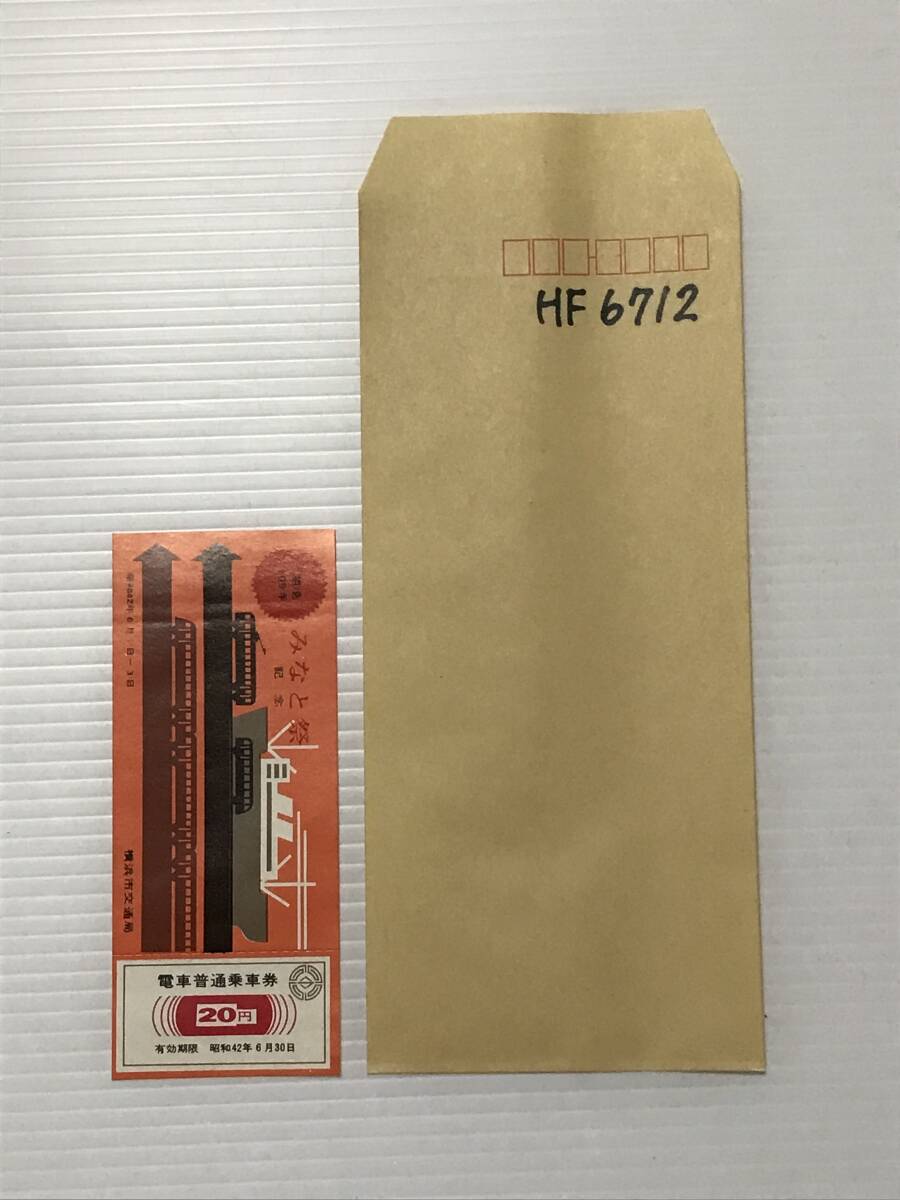 HF 6712
みなと祭
記念
横浜市交通局
電車普通乗車券
20円
有効期限 昭和42年6月30日